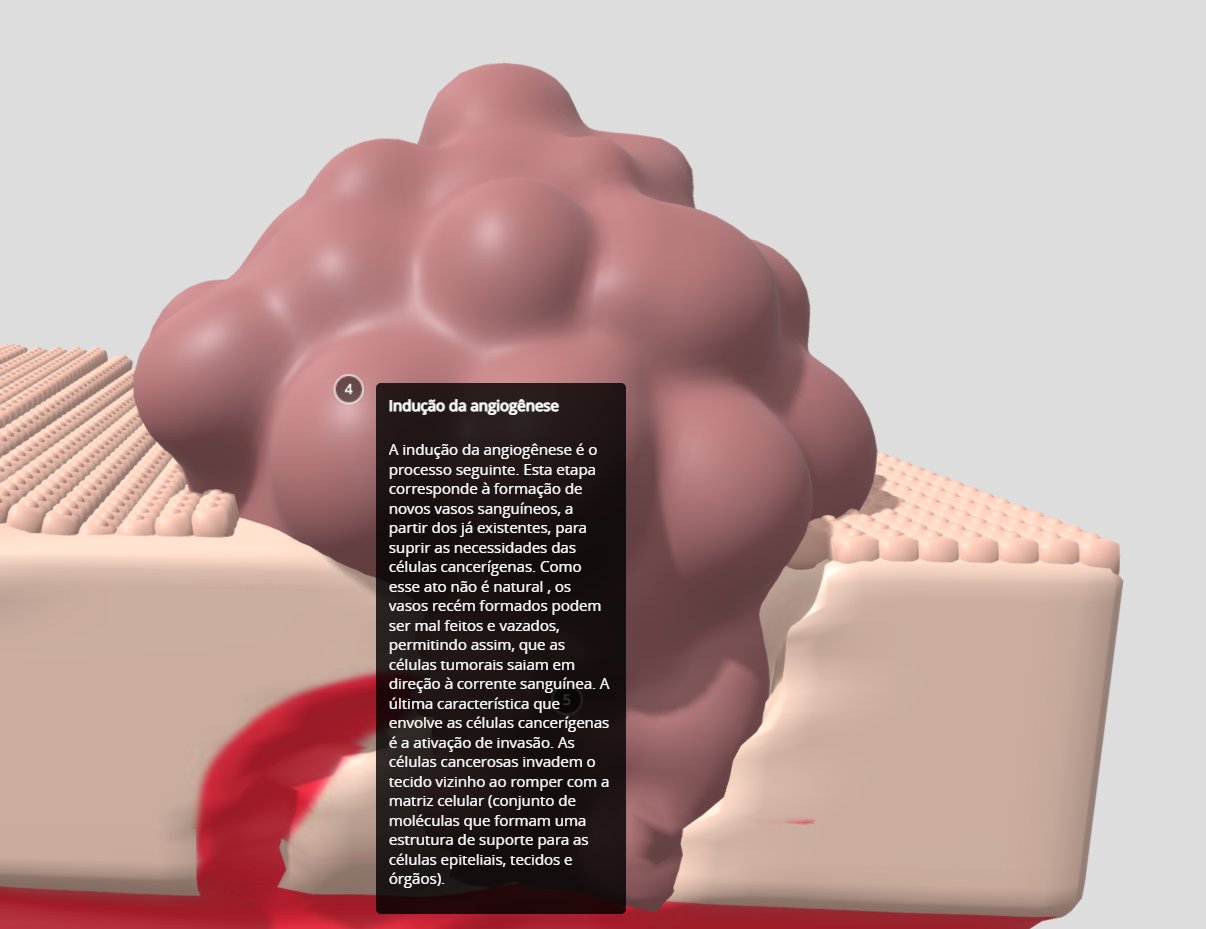 4
Indução da angiogênese
A indução da angiogênese é o
processo seguinte. Esta etapa
corresponde à formação de
novos vasos sanguíneos, a
partir dos já existentes, para
suprir as necessidades das
células cancerígenas. Como
esse ato não é natural , os
vasos recém formados podem
ser mal feitos e vazados,
permitindo assim, que as
células tumorais saiam em
direção à corrente sanguínea. A
última característica que
5
envolve as células cancerígenas
é a ativação de invasão. As
células cancerosas invadem o
tecido vizinho ao romper com a
matriz celular (conjunto de
moléculas que formam uma
estrutura de suporte para as
células epiteliais, tecidos e
órgãos).